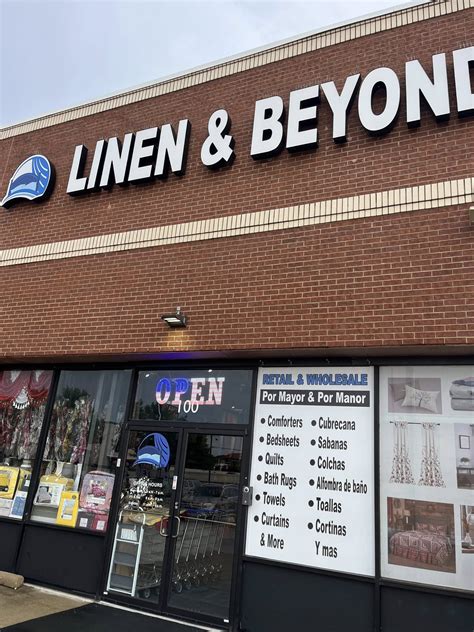 LINEN & BEYOND
OPEN
100
RETAIL & WHOLESALE
Por Mayor & Por Manor
• Comforters
• Bedsheets
• Quilts
• Bath Rugs
• Towels
• Curtains
& More
• Cubrecana
• Sabanas
• Colchas
• Alfombra de baño
• Toallas
• Cortinas
Y mas